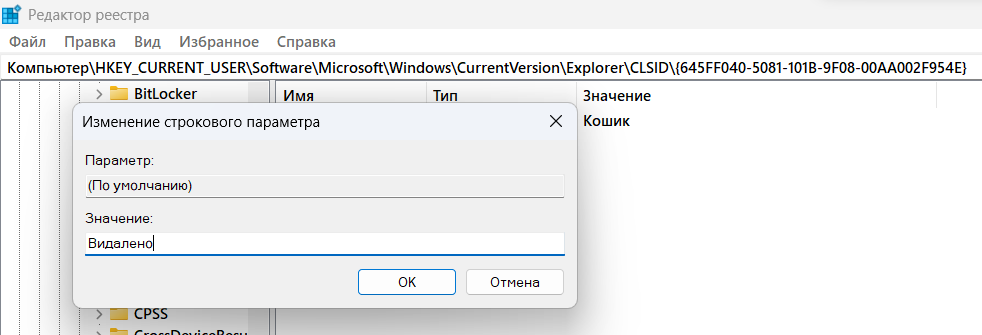 Редактор реестра
Файл Правка Вид Избранное Справка
Компьютер\HKEY_CURRENT_USER\Software\Microsoft\Windows\CurrentVersion\Explorer\CLSID\{645FF040-5081-101B-9F08-00AA002F954E}
BitLocker
Имя Тип Значение
Кошик
Изменение строкового параметра
Параметр:
(По умолчанию)
Значение:
Видалено
OK Отмена
CPSS